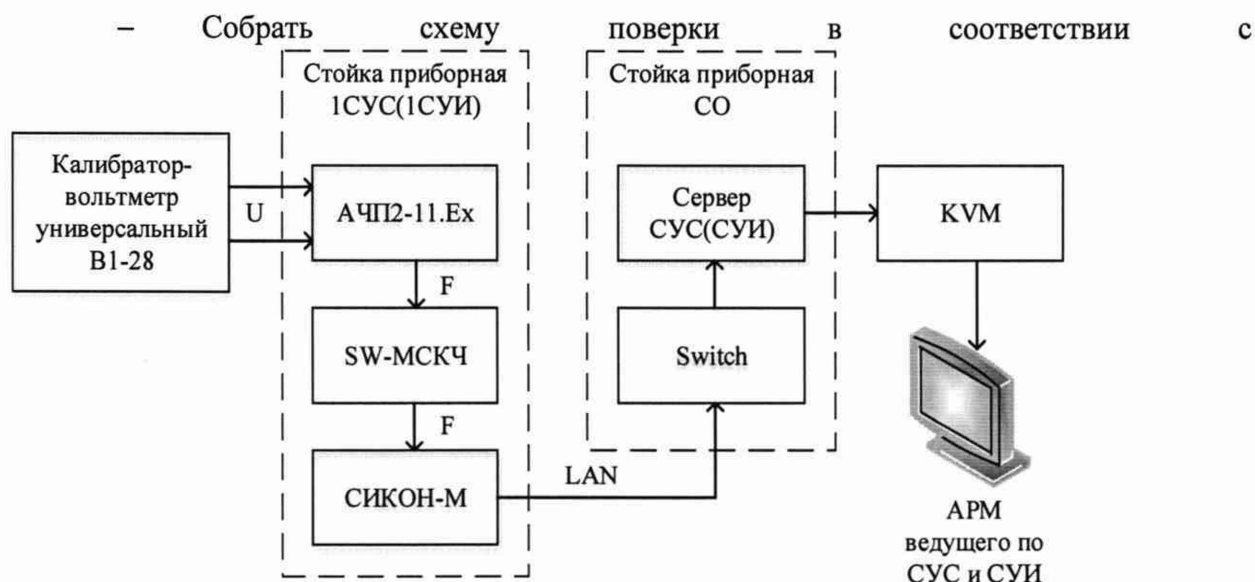 – Собрать схему поверки в соответствии с
Стойка приборная
1СУС(1СУИ)
Стойка приборная
СО
Калибратор-
вольтметр
универсальный
В1-28
U
АЧП2-11.Ех
F
SW-МСКЧ
F
СИКОН-М
LAN
Сервер
СУС(СУИ)
Switch
KVM
АРМ
ведущего по
СУС и СУИ